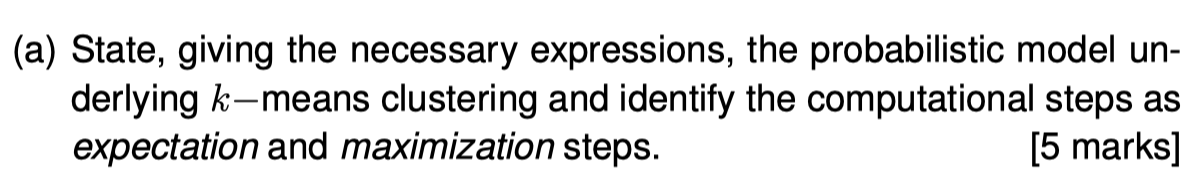 (a) State, giving the necessary expressions, the probabilistic model un-
derlying k–means clustering and identify the computational steps as
expectation and maximization steps. [5 marks]